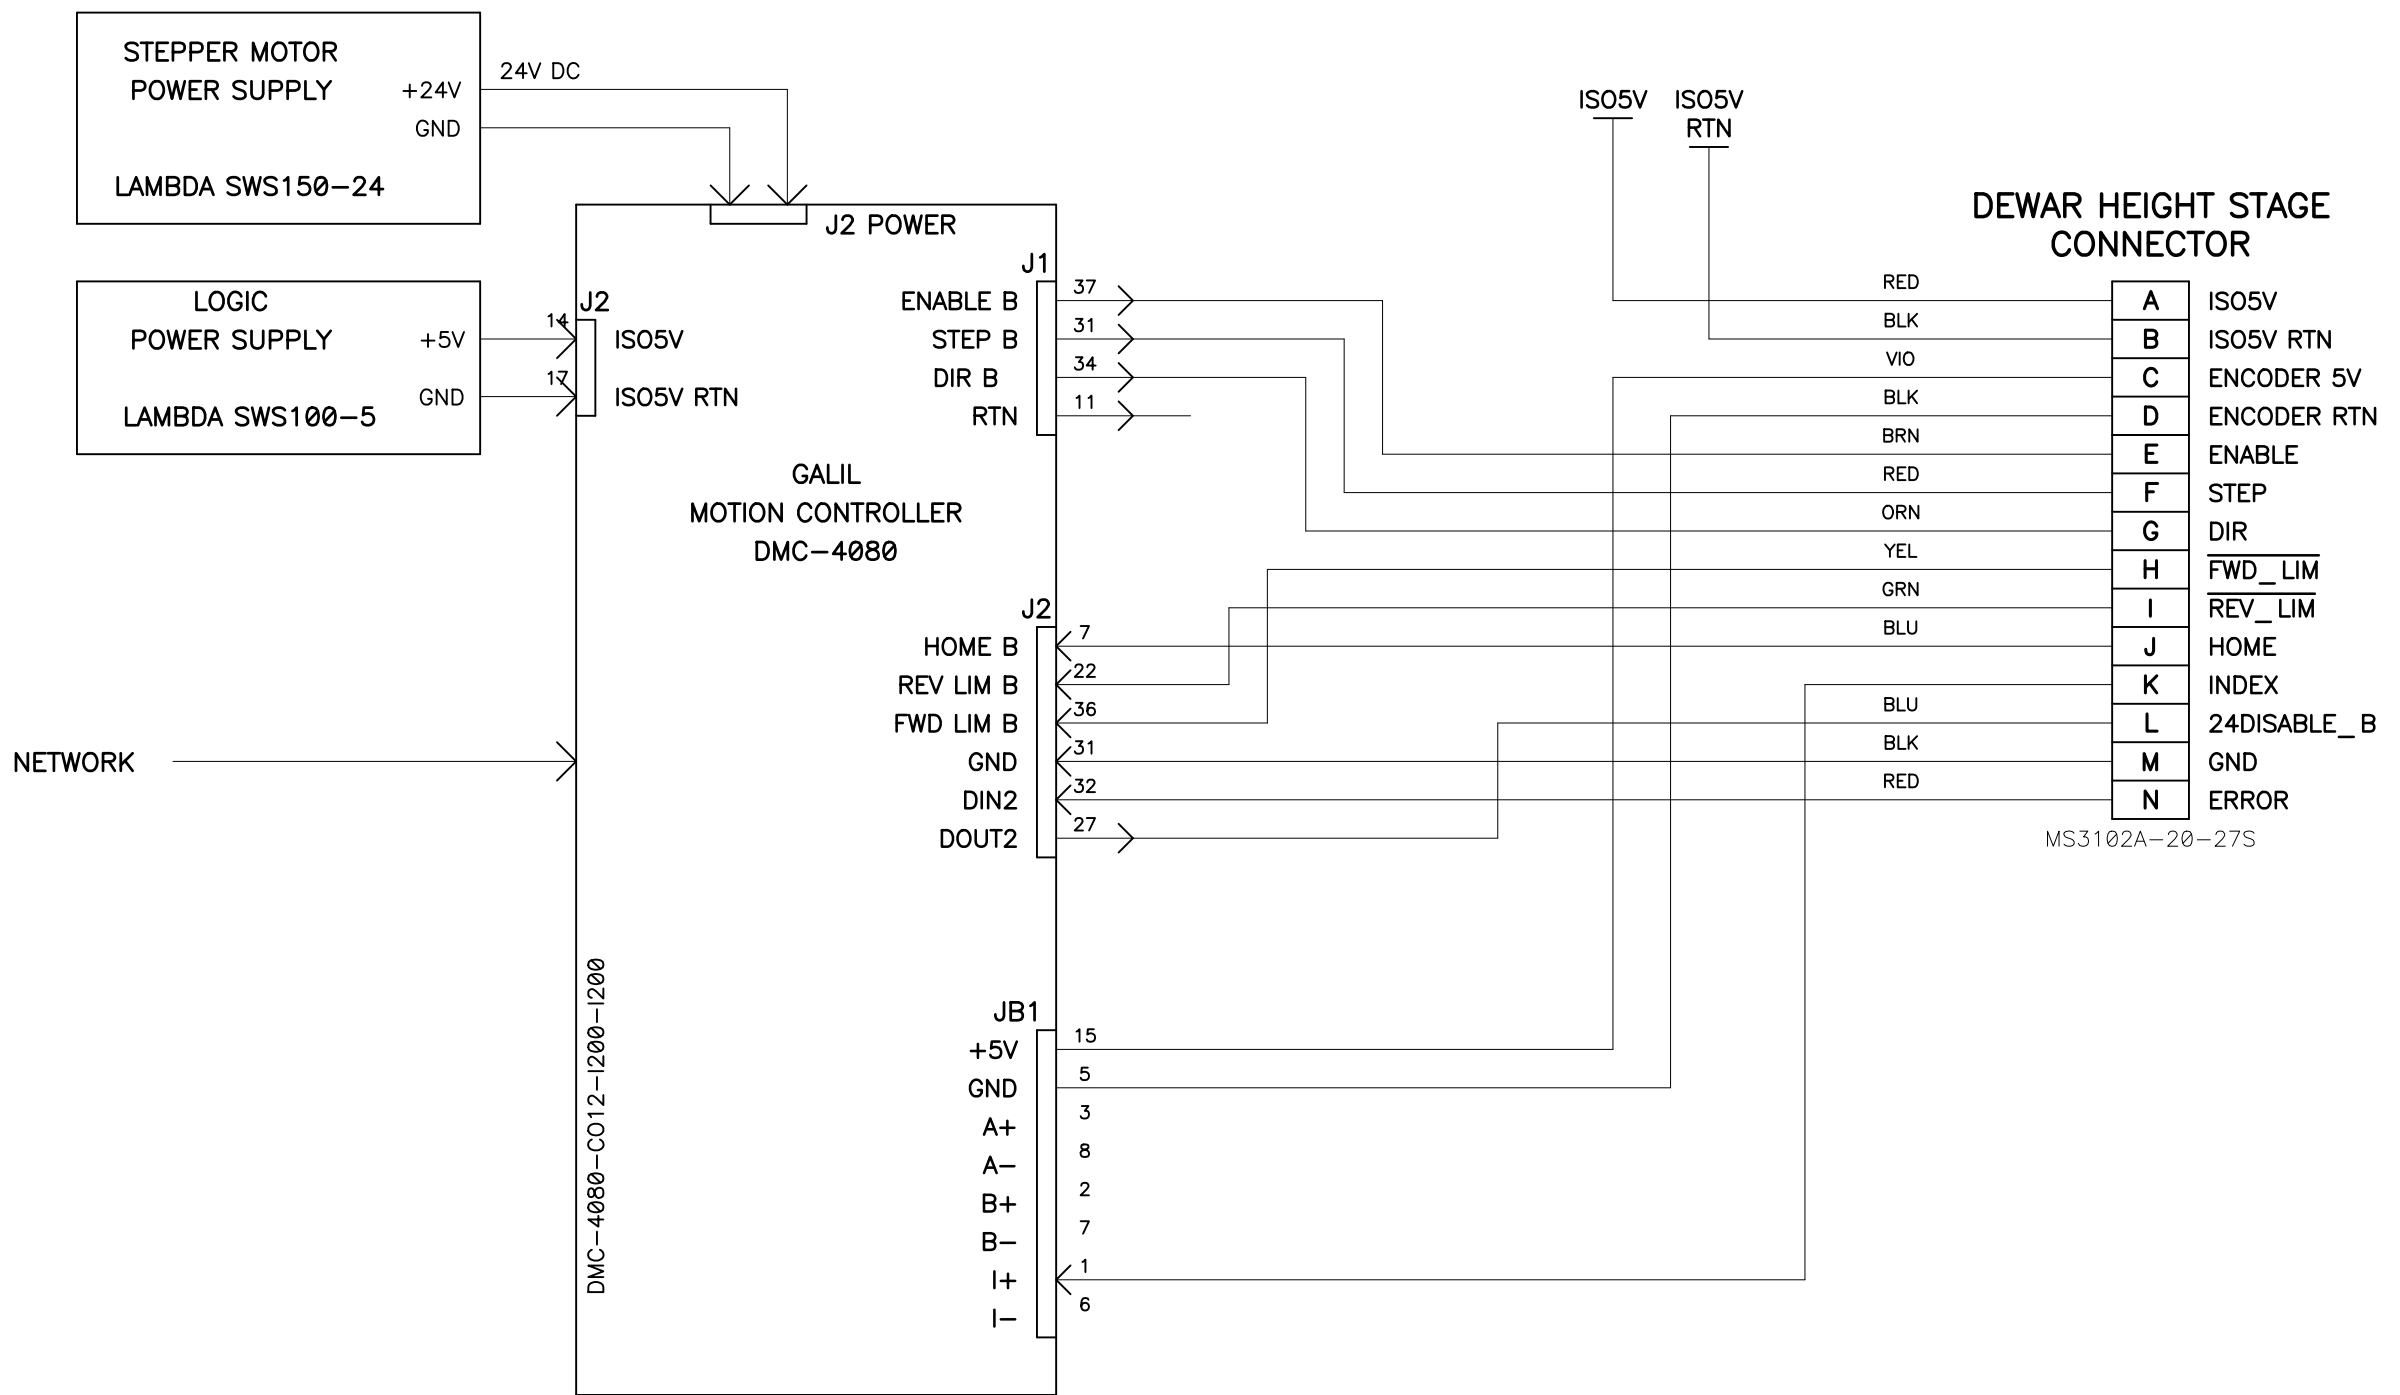 STEPPER MOTOR
POWER SUPPLY
+24V
GND
LAMBDA SWS150-24
24V DC
LOGIC
POWER SUPPLY
+5V
GND
LAMBDA SWS100-5
NETWORK
J2 POWER
J2
14
ISO5V
17
ISO5V RTN
GALIL
MOTION CONTROLLER
DMC-4080
DMC-4080-CO12-I200-I200
J1
ENABLE B 37
STEP B 31
DIR B 34
RTN 11
J2
HOME B 7
REV LIM B 22
FWD LIM B 36
GND 31
DIN2 32
DOUT2 27
JB1
+5V 15
GND 5
A+ 3
A- 8
B+ 2
B- 7
I+ 1
I- 6
ISO5V
ISO5V
RTN
DEWAR HEIGHT STAGE
CONNECTOR
RED A ISO5V
BLK B ISO5V RTN
VIO C ENCODER 5V
BLK D ENCODER RTN
BRN E ENABLE
RED F STEP
ORN G DIR
YEL H FWD_LIM
GRN I REV_LIM
BLU J HOME
K INDEX
BLU L 24DISABLE_B
BLK M GND
RED N ERROR
MS3102A-20-27S